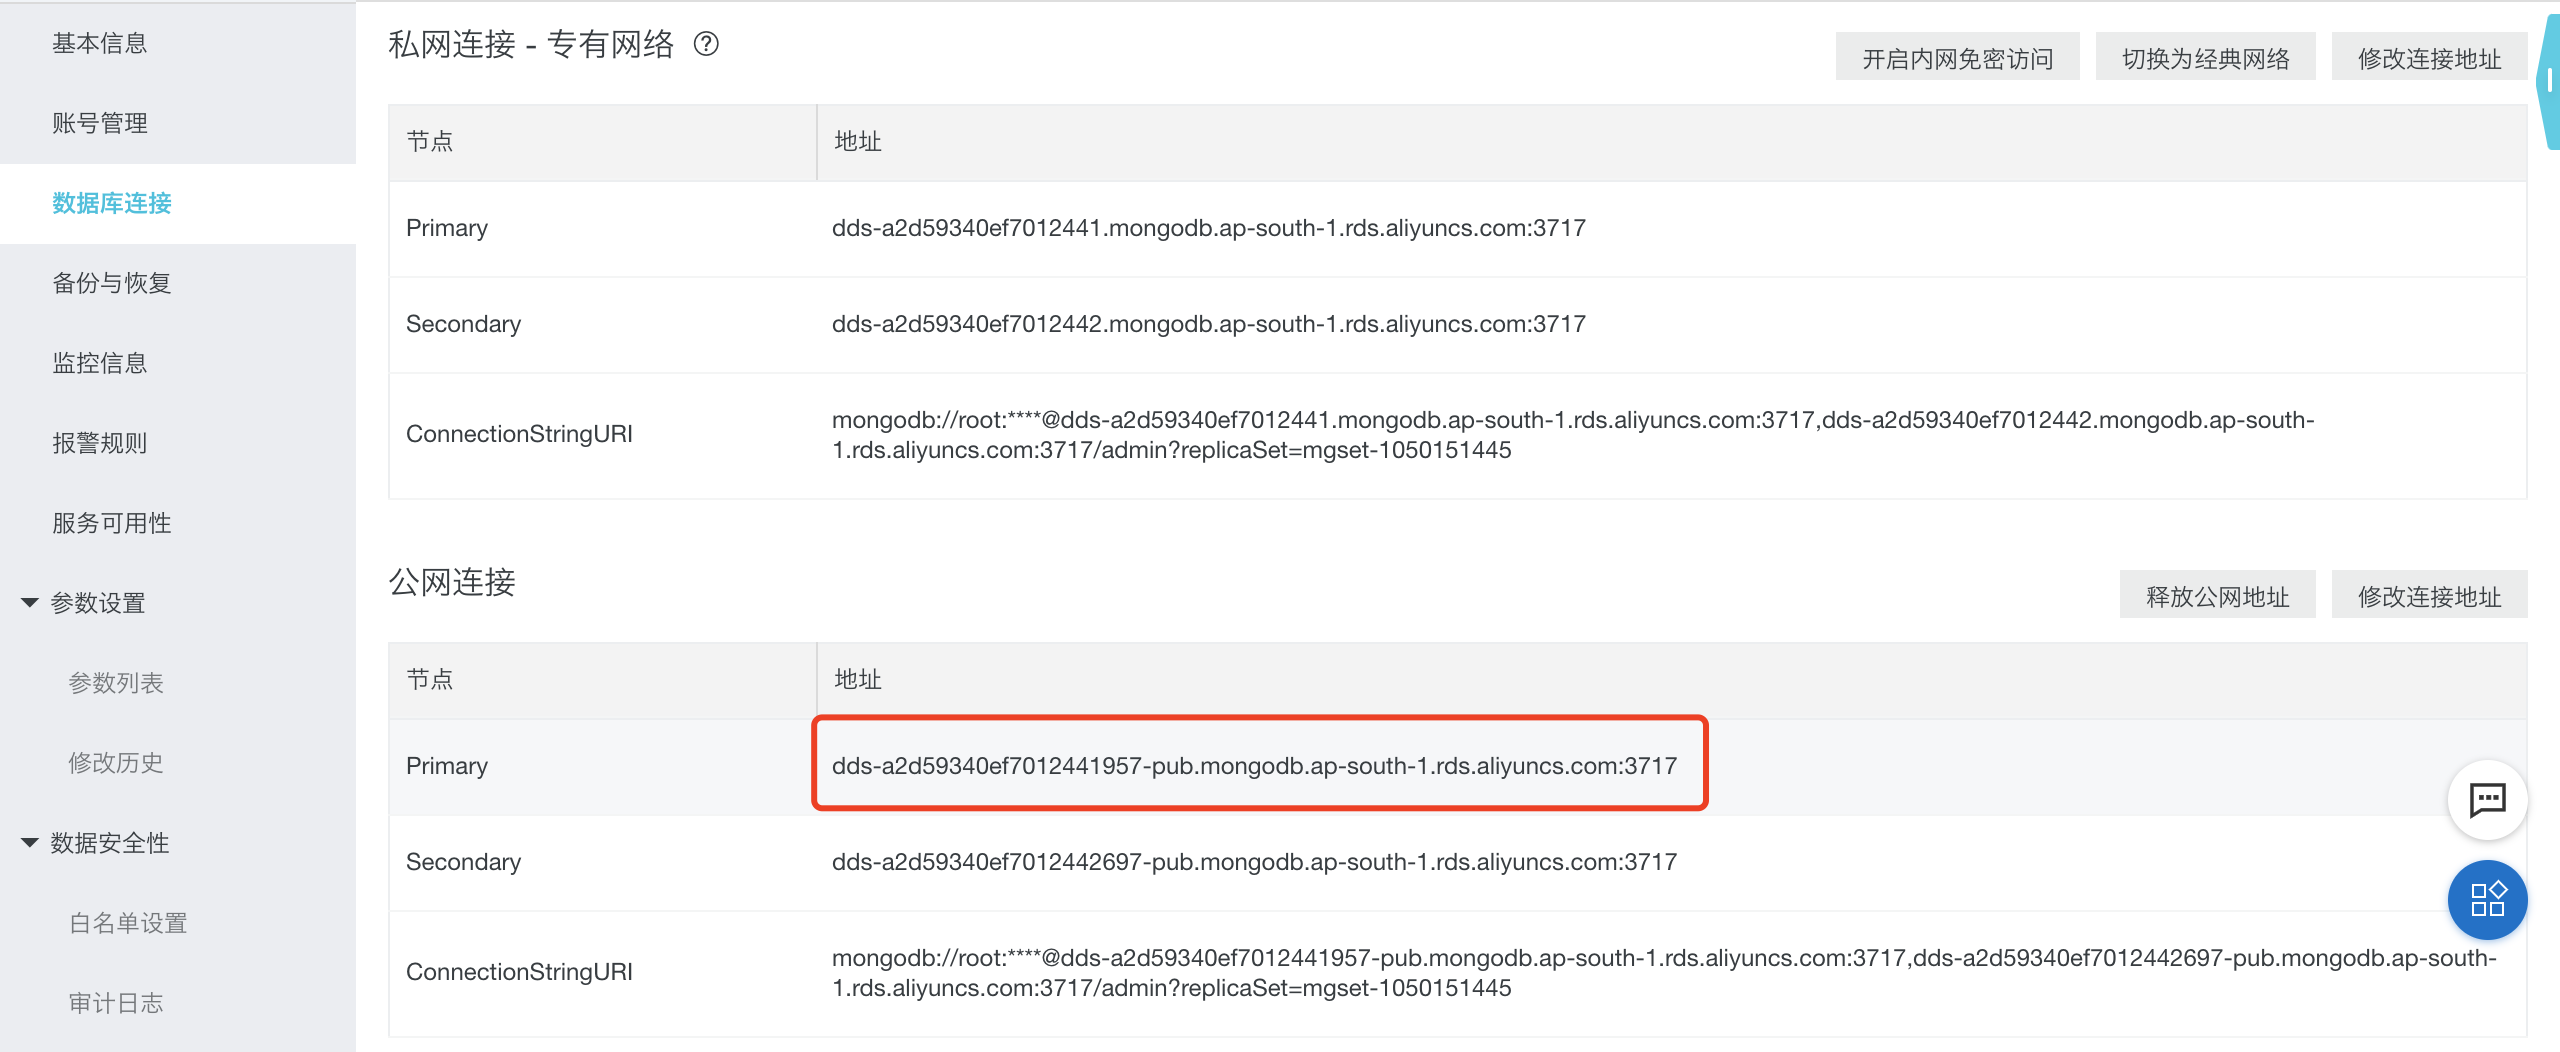 基本信息
账号管理
数据库连接
备份与恢复
监控信息
报警规则
服务可用性
参数设置
参数列表
修改历史
数据安全性
白名单设置
审计日志
私网连接 - 专有网络 ?
开启内网免密访问 切换为经典网络 修改连接地址
节点 地址
Primary dds-a2d59340ef7012441.mongodb.ap-south-1.rds.aliyuncs.com:3717
Secondary dds-a2d59340ef7012442.mongodb.ap-south-1.rds.aliyuncs.com:3717
ConnectionStringURI mongodb://root:****@dds-a2d59340ef7012441.mongodb.ap-south-1.rds.aliyuncs.com:3717,dds-a2d59340ef7012442.mongodb.ap-south-
1.rds.aliyuncs.com:3717/admin?replicaSet=mgset-1050151445
公网连接
释放公网地址 修改连接地址
节点 地址
Primary dds-a2d59340ef7012441957-pub.mongodb.ap-south-1.rds.aliyuncs.com:3717
Secondary dds-a2d59340ef7012442697-pub.mongodb.ap-south-1.rds.aliyuncs.com:3717
ConnectionStringURI mongodb://root:****@dds-a2d59340ef7012441957-pub.mongodb.ap-south-1.rds.aliyuncs.com:3717,dds-a2d59340ef7012442697-pub.mongodb.ap-south-
1.rds.aliyuncs.com:3717/admin?replicaSet=mgset-1050151445